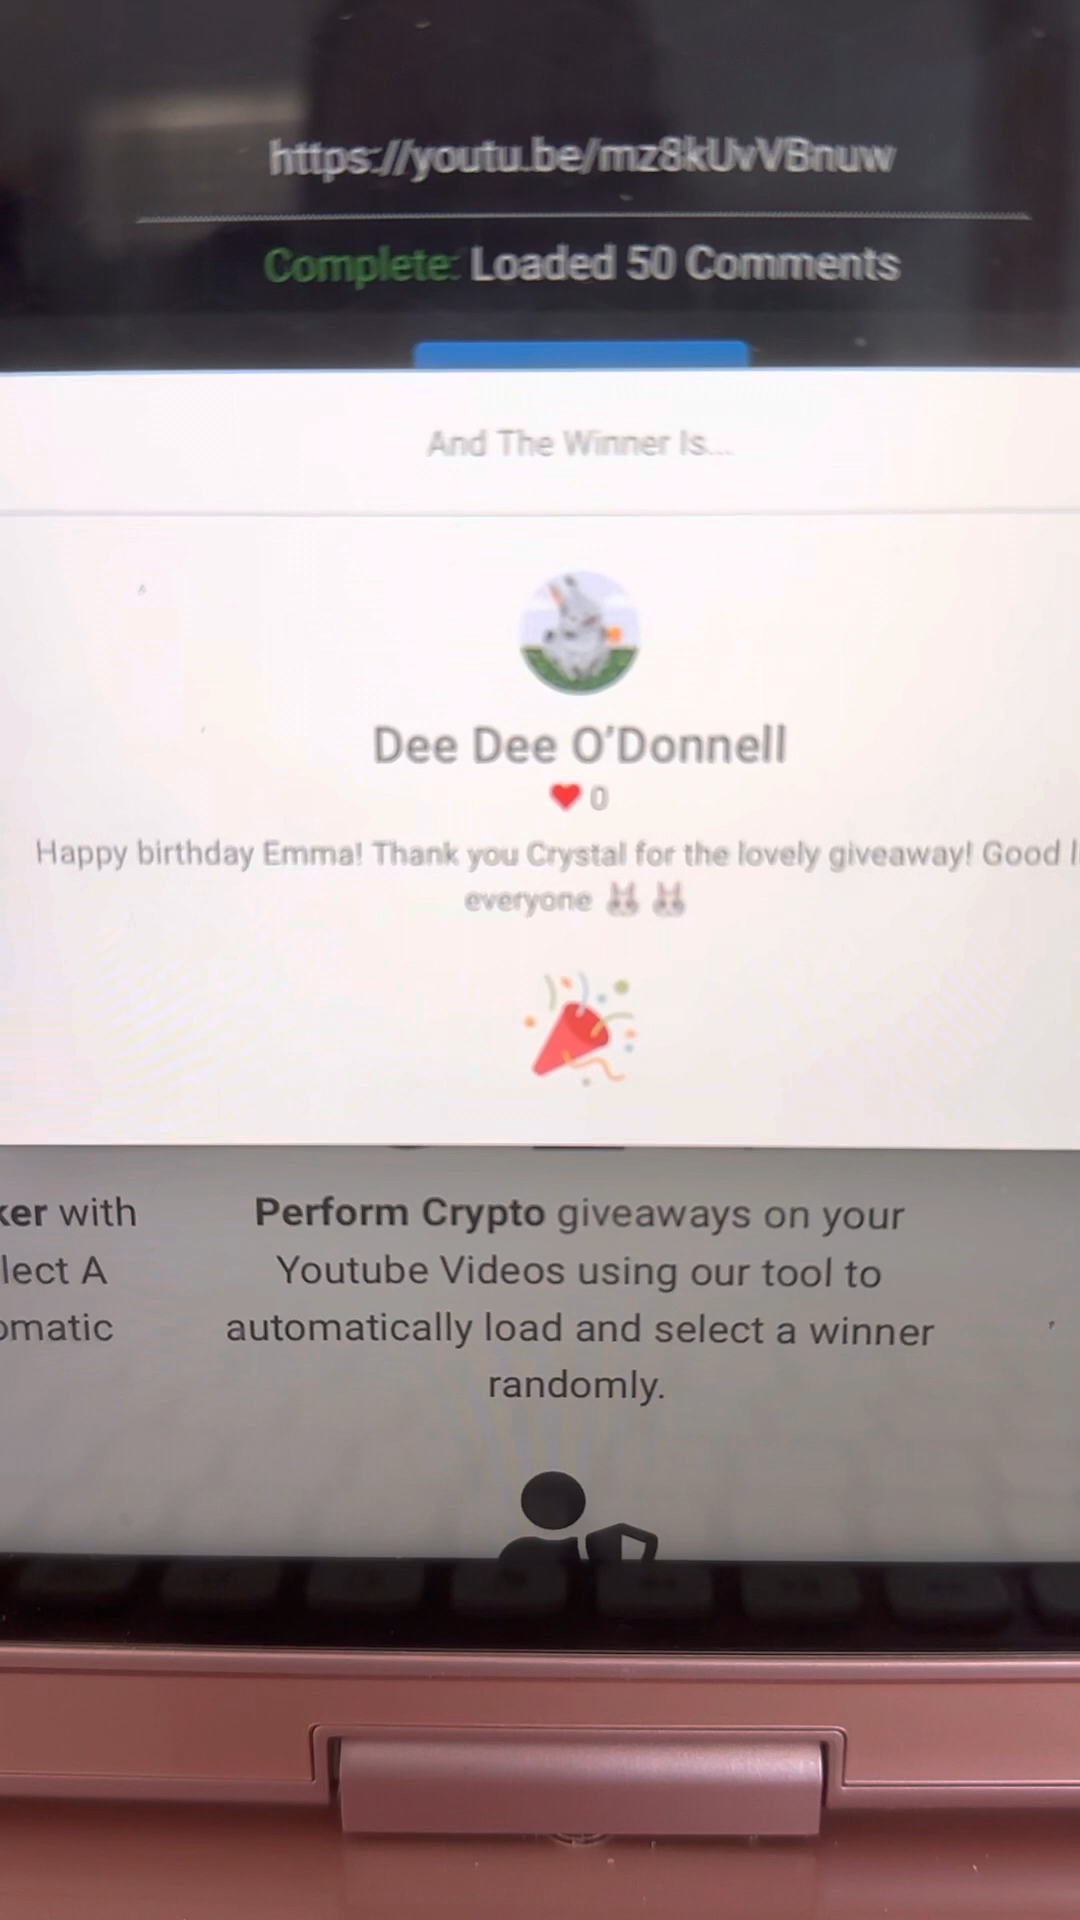 https://youtu.be/mz8kUvVBnuw
Complete: Loaded 50 Comments
And The Winner Is...
Dee Dee O'Donnell
0
Happy birthday Emma! Thank you Crystal for the lovely giveaway! Good
everyone 🐰 🐰
ker with
lect A
omatic
Perform Crypto giveaways on your
Youtube Videos using our tool to
automatically load and select a winner
randomly.